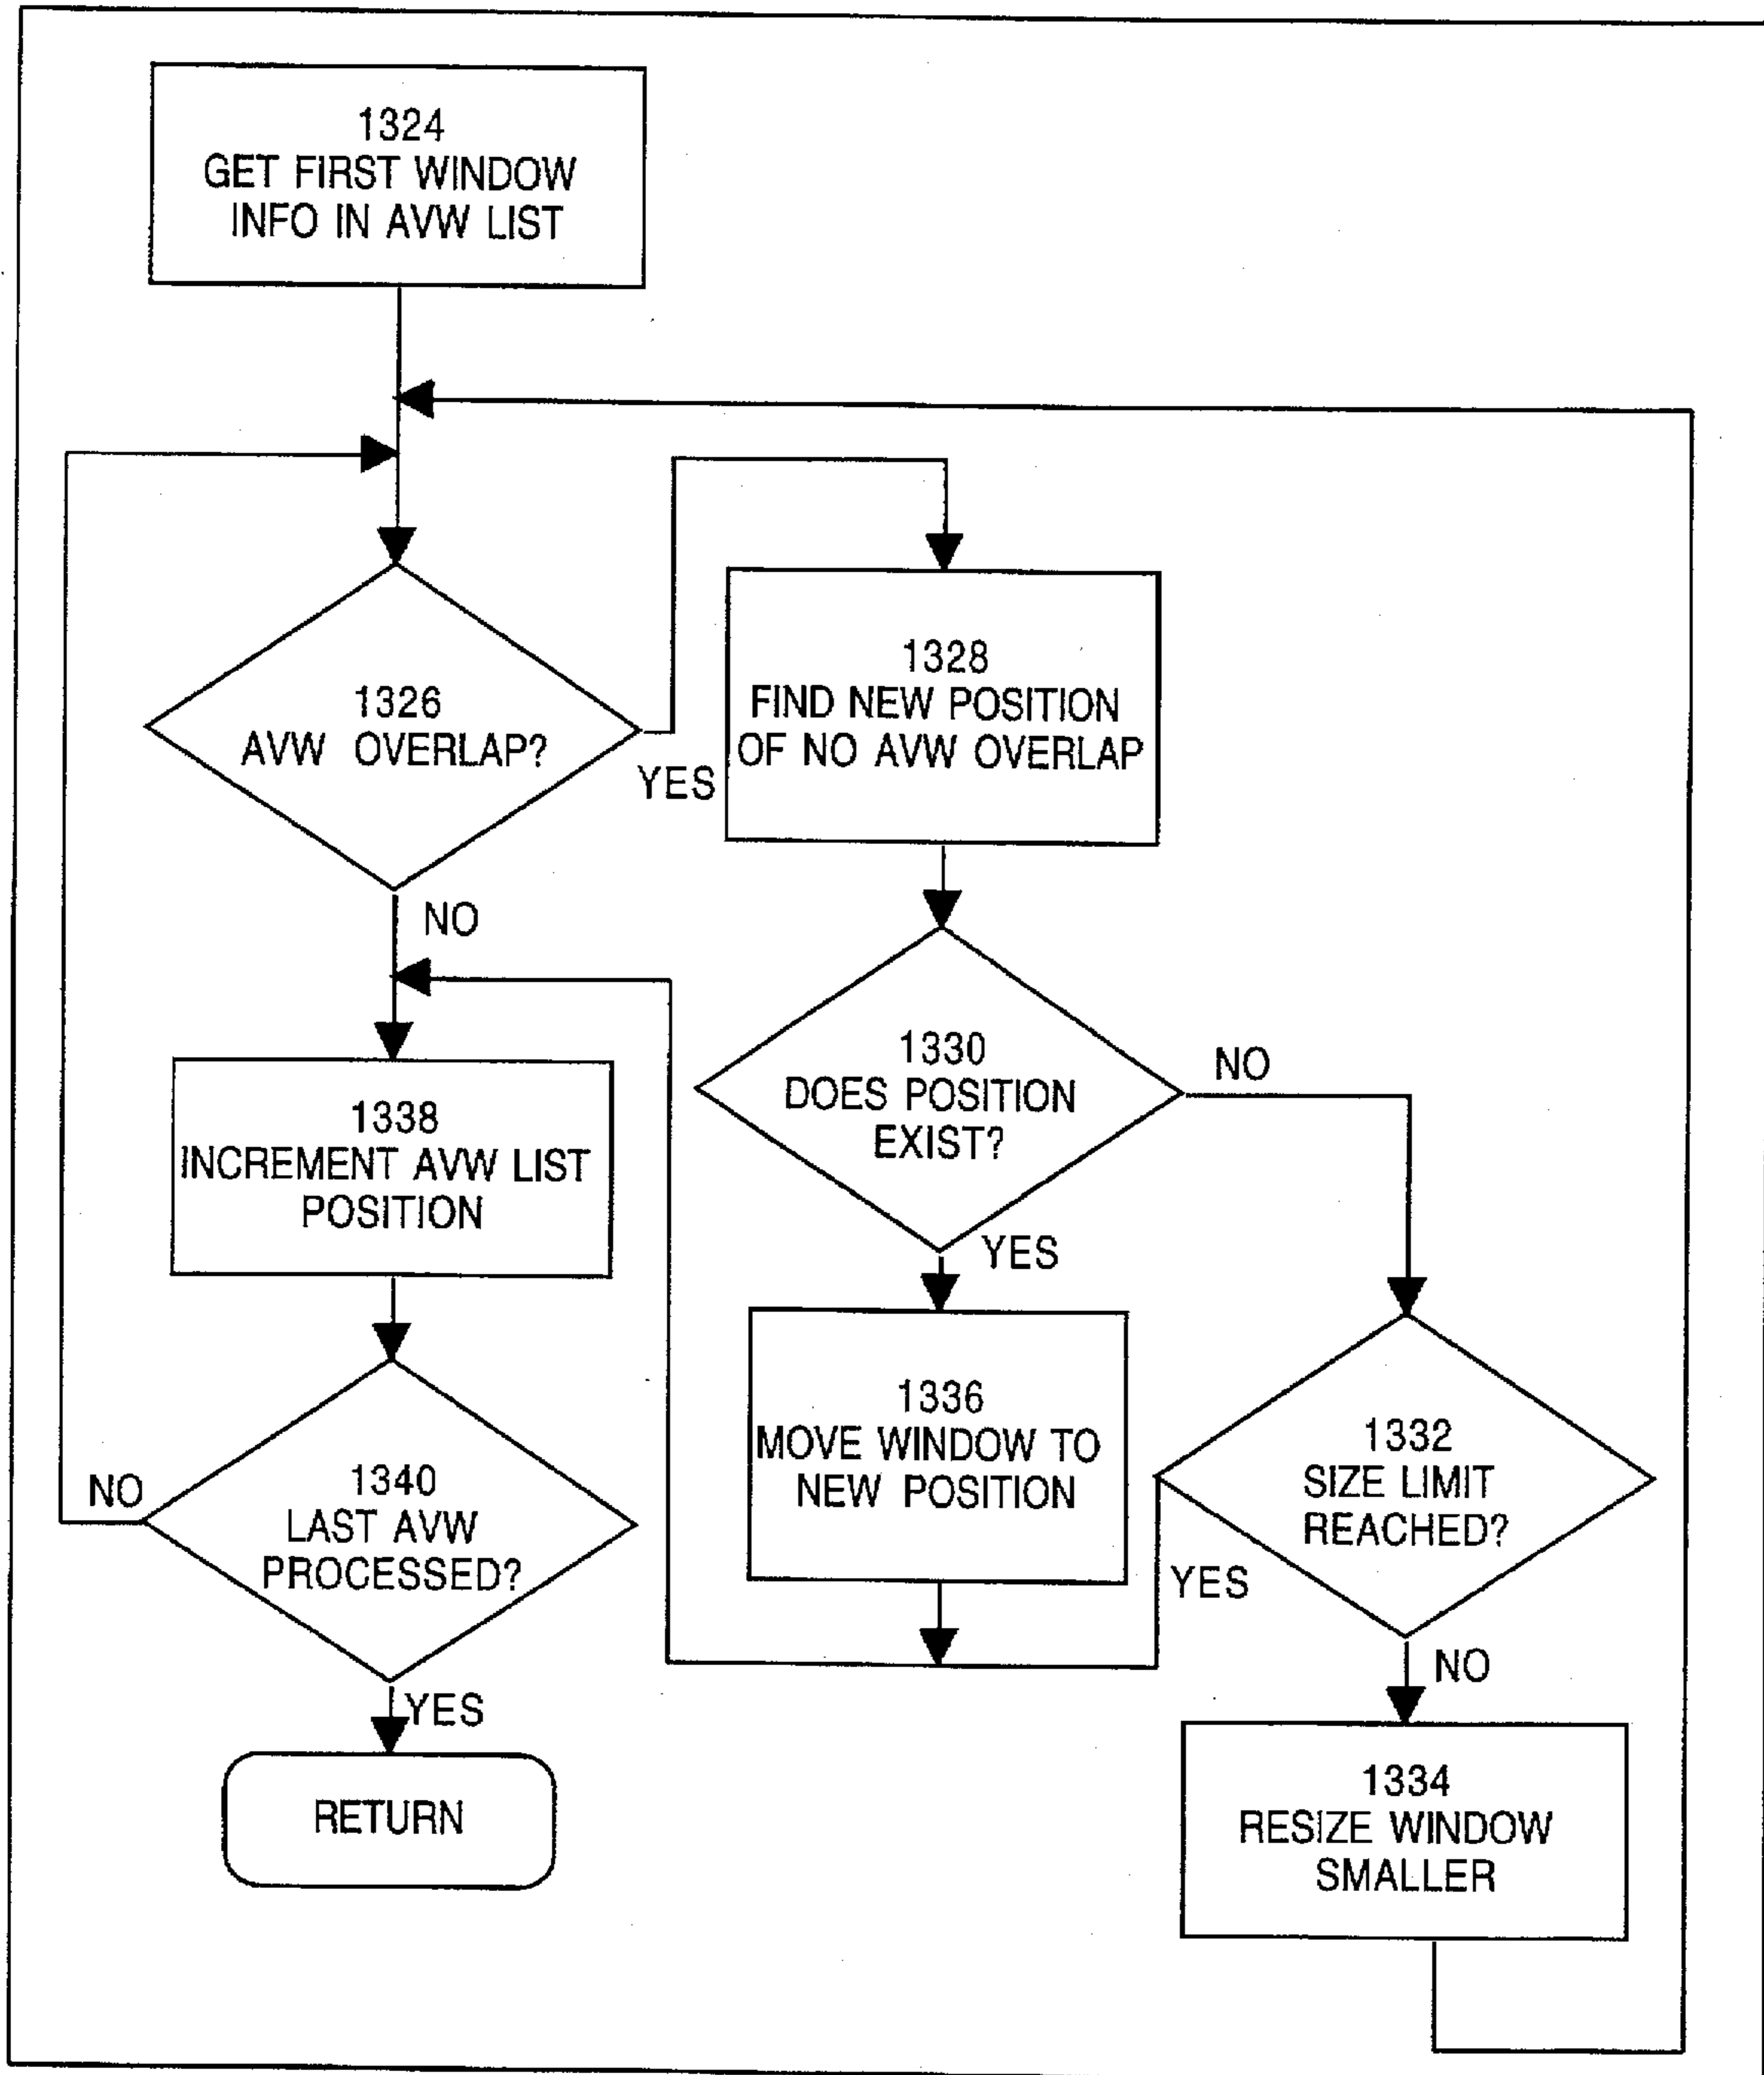 1324
GET FIRST WINDOW
INFO IN AVW LIST
1326
AVW OVERLAP?
YES
NO
1328
FIND NEW POSITION
OF NO AVW OVERLAP
1330
DOES POSITION
EXIST?
NO
YES
1338
INCREMENT AVW LIST
POSITION
1336
MOVE WINDOW TO
NEW POSITION
1332
SIZE LIMIT
REACHED?
YES
NO
1340
LAST AVW
PROCESSED?
NO
YES
RETURN
1334
RESIZE WINDOW
SMALLER